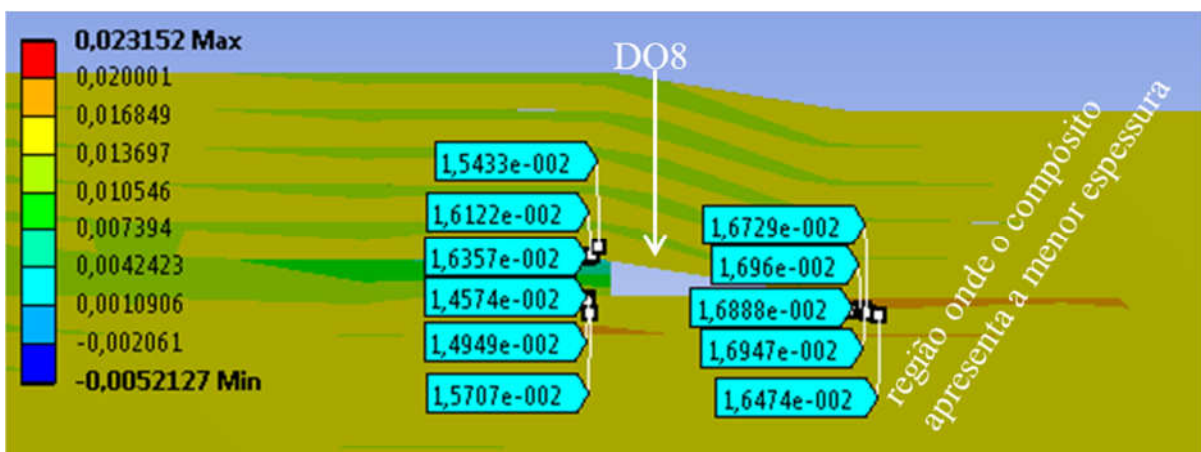 0,023152 Max
0,020001
0,016849
0,013697
0,010546
0,007394
0,0042423
0,0010906
-0,002061
-0,0052127 Min
DO8
1,5433e-002
1,6122e-002
1,6357e-002
1,4574e-002
1,4949e-002
1,5707e-002
1,6729e-002
1,696e-002
1,6888e-002
1,6947e-002
1,6474e-002
região onde o compósito
apresenta a menor espessura